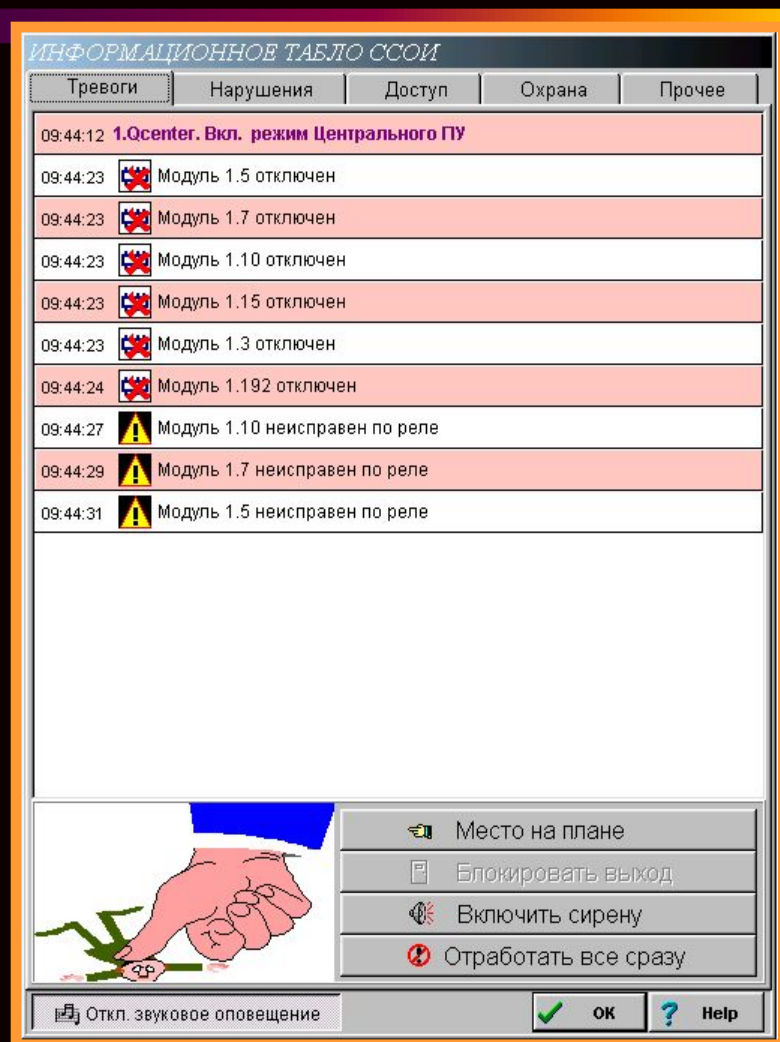 ИНФОРМАЦИОННОЕ ТАБЛО ССОИ
Тревоги Нарушения Доступ Охрана Прочее
09:44:12 1.Qcenter. Вкл. режим Центрального ПУ
09:44:23 Модуль 1.5 отключен
09:44:23 Модуль 1.7 отключен
09:44:23 Модуль 1.10 отключен
09:44:23 Модуль 1.15 отключен
09:44:23 Модуль 1.3 отключен
09:44:24 Модуль 1.192 отключен
09:44:27 Модуль 1.10 неисправен по реле
09:44:29 Модуль 1.7 неисправен по реле
09:44:31 Модуль 1.5 неисправен по реле
Место на плане
Блокировать выход
Включить сирену
Отработать все сразу
Откл. звуковое оповещение OK ? Help